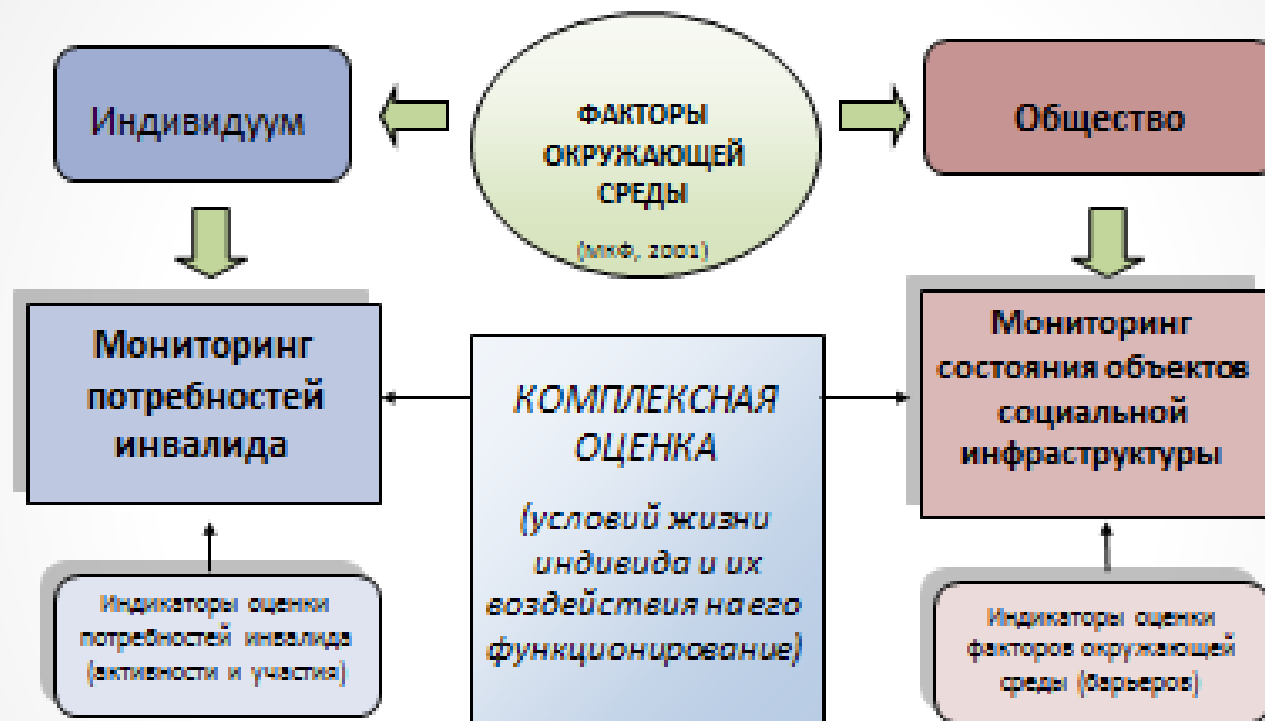 Индивидуум
ФАКТОРЫ
ОКРУЖАЮЩЕЙ
СРЕДЫ
(МКФ, 2001)
Общество
Мониторинг
потребностей
инвалида
КОМПЛЕКСНАЯ
ОЦЕНКА
(условий жизни
индивида и их
воздействия на его
функционирование)
Мониторинг
состояния объектов
социальной
инфраструктуры
Индикаторы оценки
потребностей инвалида
(активности и участия)
Индикаторы оценки
факторов окружающей
среды (барьеров)